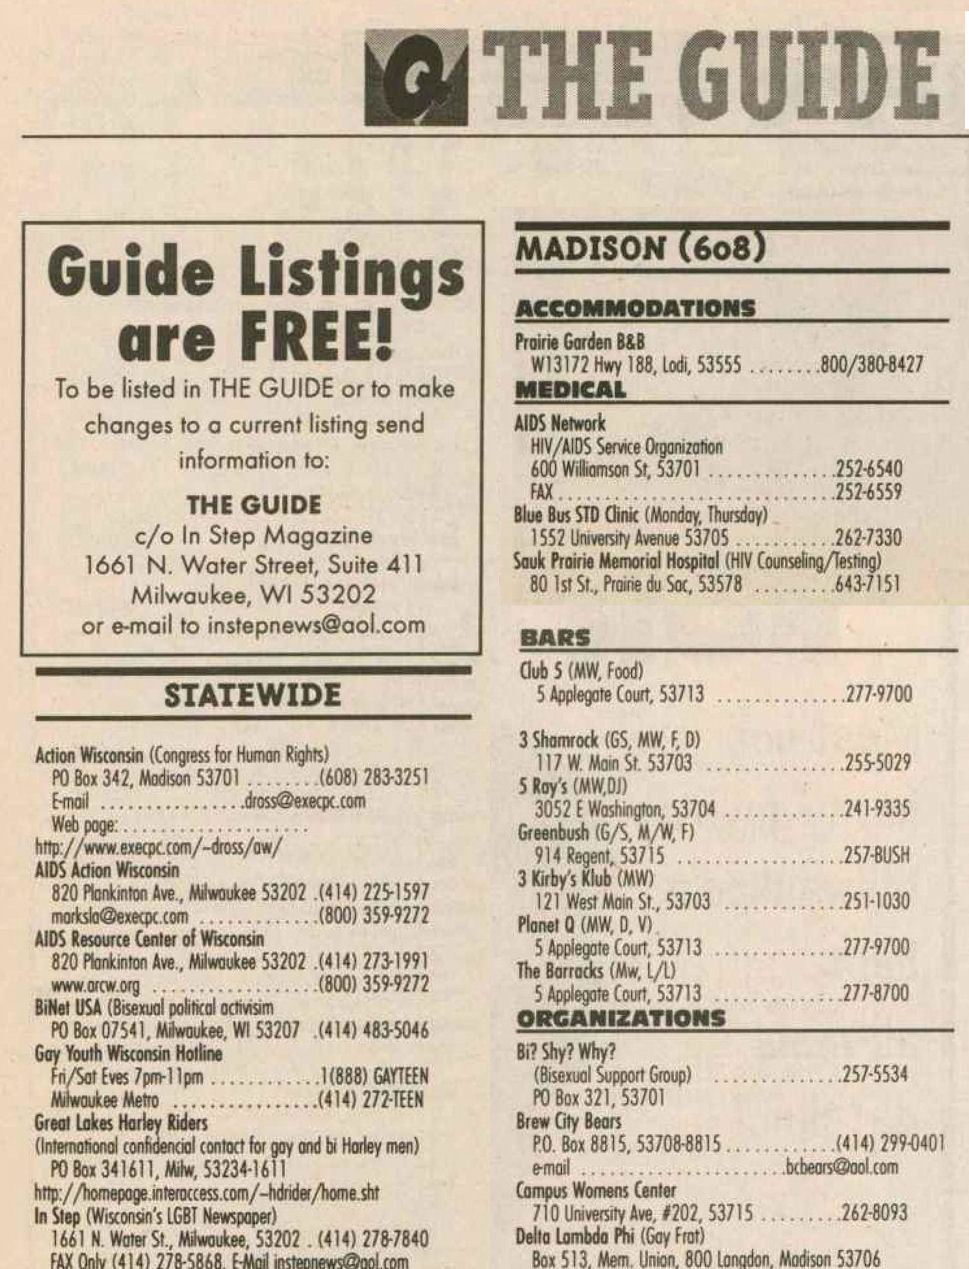 Q THE GUIDE
Guide Listings
are FREE!
To be listed in THE GUIDE or to make
changes to a current listing send
information to:
THE GUIDE
c/o In Step Magazine
1661 N. Water Street, Suite 411
Milwaukee, WI 53202
or e-mail to instepnews@aol.com
STATEWIDE
Action Wisconsin (Congress for Human Rights)
PO Box 342, Madison 53701 ........(608) 283-3251
E-mail ................dross@execpc.com
Web page:.....................
http://www.execpc.com/~dross/aw/
AIDS Action Wisconsin
820 Plankinton Ave., Milwaukee 53202 .(414) 225-1597
marksla@execpc.com .............(800) 359-9272
AIDS Resource Center of Wisconsin
820 Plankinton Ave., Milwaukee 53202 .(414) 273-1991
www.arcw.org ..................(800) 359-9272
BiNet USA (Bisexual political activisim
PO Box 07541, Milwaukee, WI 53207 .(414) 483-5046
Gay Youth Wisconsin Hotline
Fri/Sat Eves 7pm-11pm ............1(888) GAYTEEN
Milwaukee Metro ................(414) 272-TEEN
Great Lakes Harley Riders
(International confidencial contact for gay and bi Harley men)
PO Box 341611, Milw, 53234-1611
http://homepage.interaccess.com/~hdrider/home.sht
In Step (Wisconsin's LGBT Newspaper)
1661 N. Water St., Milwaukee, 53202 . (414) 278-7840
FAX Only (414) 278-5868. E-Mail instepnews@aol.com
MADISON (608)
ACCOMMODATIONS
Prairie Garden B&B
W13172 Hwy 188, Lodi, 53555 ........800/380-8427
MEDICAL
AIDS Network
HIV/AIDS Service Organization
600 Williamson St, 53701 ..............252-6540
FAX ..............................252-6559
Blue Bus STD Clinic (Monday, Thursday)
1552 University Avenue 53705 ...........262-7330
Sauk Prairie Memorial Hospital (HIV Counseling/Testing)
80 1st St., Prairie du Sac, 53578 .........643-7151
BARS
Club 5 (MW, Food)
5 Applegate Court, 53713 ..............277-9700
3 Shamrock (GS, MW, F, D)
117 W. Main St. 53703 ...............255-5029
5 Ray's (MW,DJ)
3052 E Washington, 53704 ..............241-9335
Greenbush (G/S, M/W, F)
914 Regent, 53715 ..................257-BUSH
3 Kirby's Klub (MW)
121 West Main St., 53703 ..............251-1030
Planet Q (MW, D, V)
5 Applegate Court, 53713 ..............277-9700
The Barracks (Mw, L/L)
5 Applegate Court, 53713 ..............277-8700
ORGANIZATIONS
Bi? Shy? Why?
(Bisexual Support Group) ..............257-5534
PO Box 321, 53701
Brew City Bears
P.O. Box 8815, 53708-8815 ............(414) 299-0401
e-mail ......................bcbears@aol.com
Campus Womens Center
710 University Ave, #202, 53715 .........262-8093
Delta Lambda Phi (Gay Frat)
Box 513, Mem. Union, 800 Langdon, Madison 53706